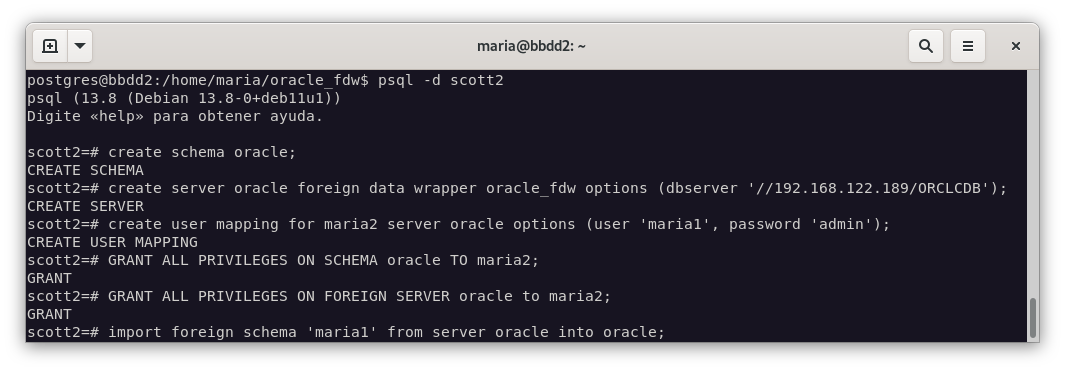 maria@bbdd2: ~
postgres@bbdd2:/home/maria/oracle_fdw$ psql -d scott2
psql (13.8 (Debian 13.8-0+deb11u1))
Digite «help» para obtener ayuda.
scott2=# create schema oracle;
CREATE SCHEMA
scott2=# create server oracle foreign data wrapper oracle_fdw options (dbserver '//192.168.122.189/ORCLCDB');
CREATE SERVER
scott2=# create user mapping for maria2 server oracle options (user 'maria1', password 'admin');
CREATE USER MAPPING
scott2=# GRANT ALL PRIVILEGES ON SCHEMA oracle TO maria2;
GRANT
scott2=# GRANT ALL PRIVILEGES ON FOREIGN SERVER oracle to maria2;
GRANT
scott2=# import foreign schema 'maria1' from server oracle into oracle;